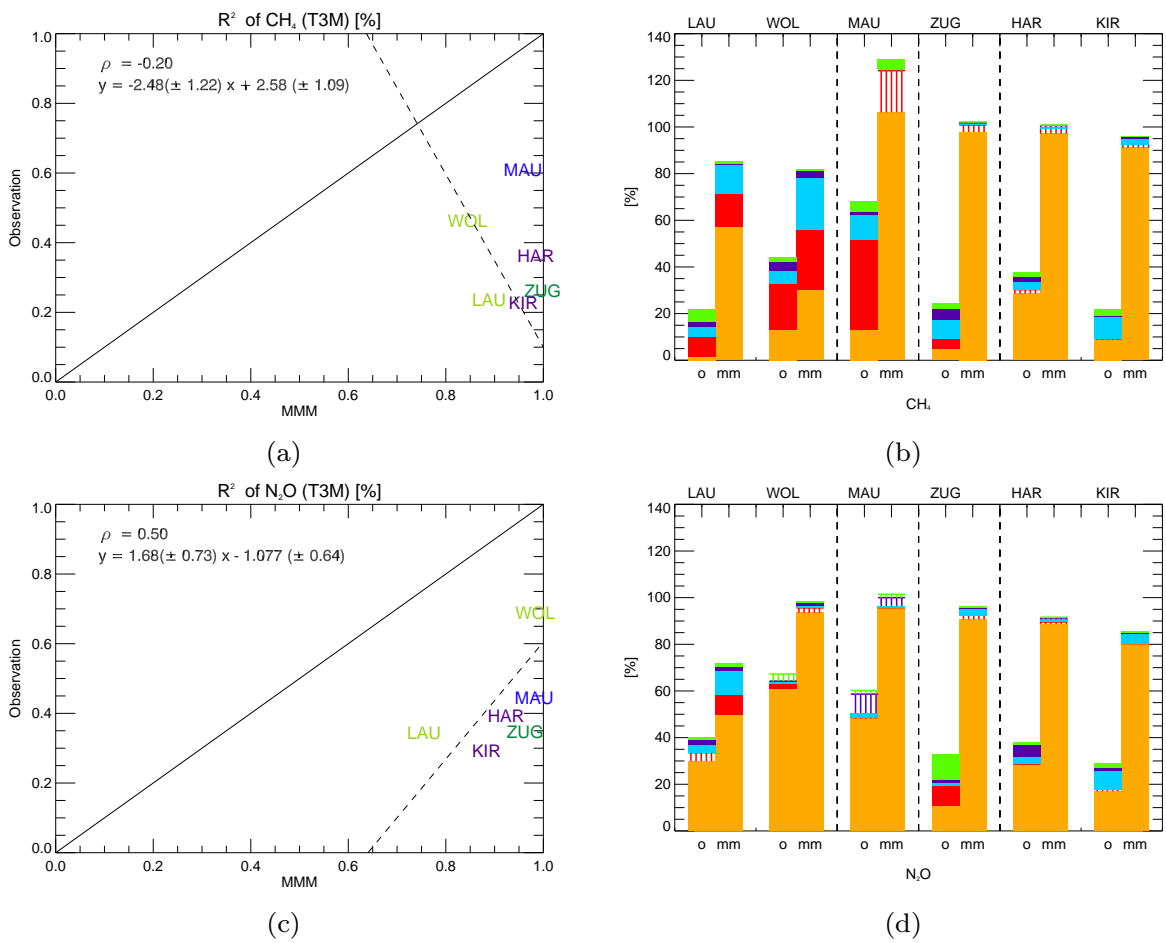 R² of CH₄ (T3M) [%]
ρ = -0.20
y = -2.48(± 1.22) x + 2.58 (± 1.09)
1.0
0.8
0.6
0.4
0.2
0.0
Observation
MAU
WOL
HAR
LAU
KIR
ZUG
0.0 0.2 0.4 0.6 0.8 1.0
MMM
(a)
LAU WOL MAU ZUG HAR KIR
140
120
100
80
60
40
20
0
[%]
o mm o mm o mm o mm o mm o mm
CH₄
(b)
R² of N₂O (T3M) [%]
ρ = 0.50
y = 1.68(± 0.73) x - 1.077 (± 0.64)
1.0
0.8
0.6
0.4
0.2
0.0
Observation
WOL
MAU
HAR
LAU
ZUG
KIR
0.0 0.2 0.4 0.6 0.8 1.0
MMM
(c)
LAU WOL MAU ZUG HAR KIR
140
120
100
80
60
40
20
0
[%]
o mm o mm o mm o mm o mm o mm
N₂O
(d)